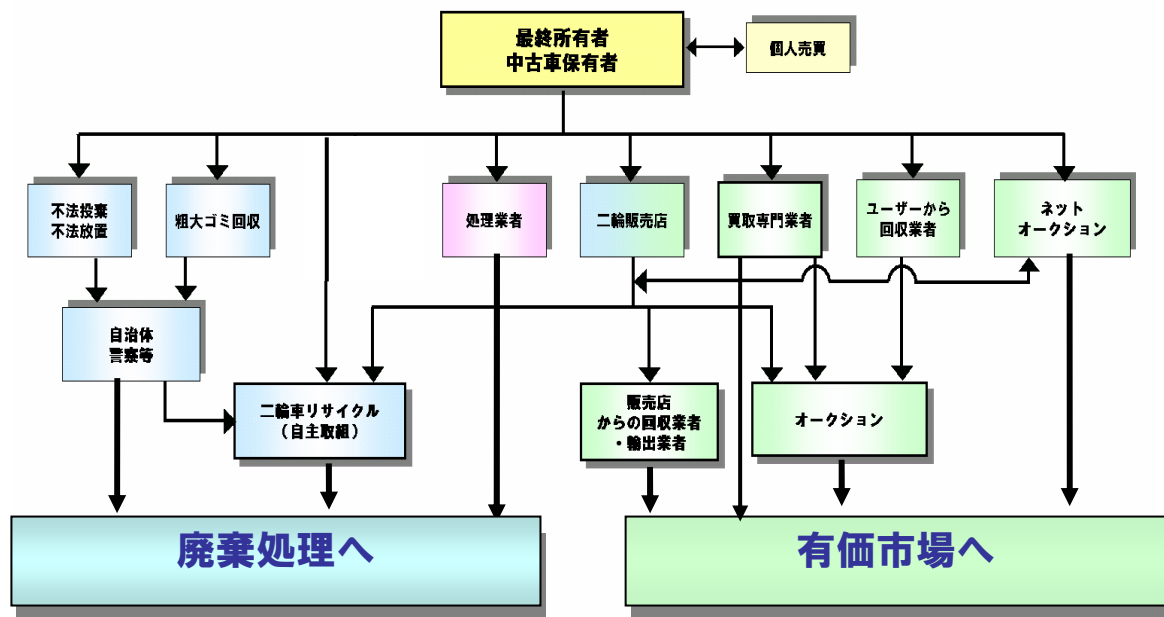 最終所有者
中古車保有者
個人売買
不法投棄
不法放置
粗大ゴミ回収
処理業者
二輪販売店
買取専門業者
ユーザーから
回収業者
ネット
オークション
自治体
警察等
二輪車リサイクル
（自主取組）
販売店
からの回収業者
・輸出業者
オークション
廃棄処理へ
有価市場へ